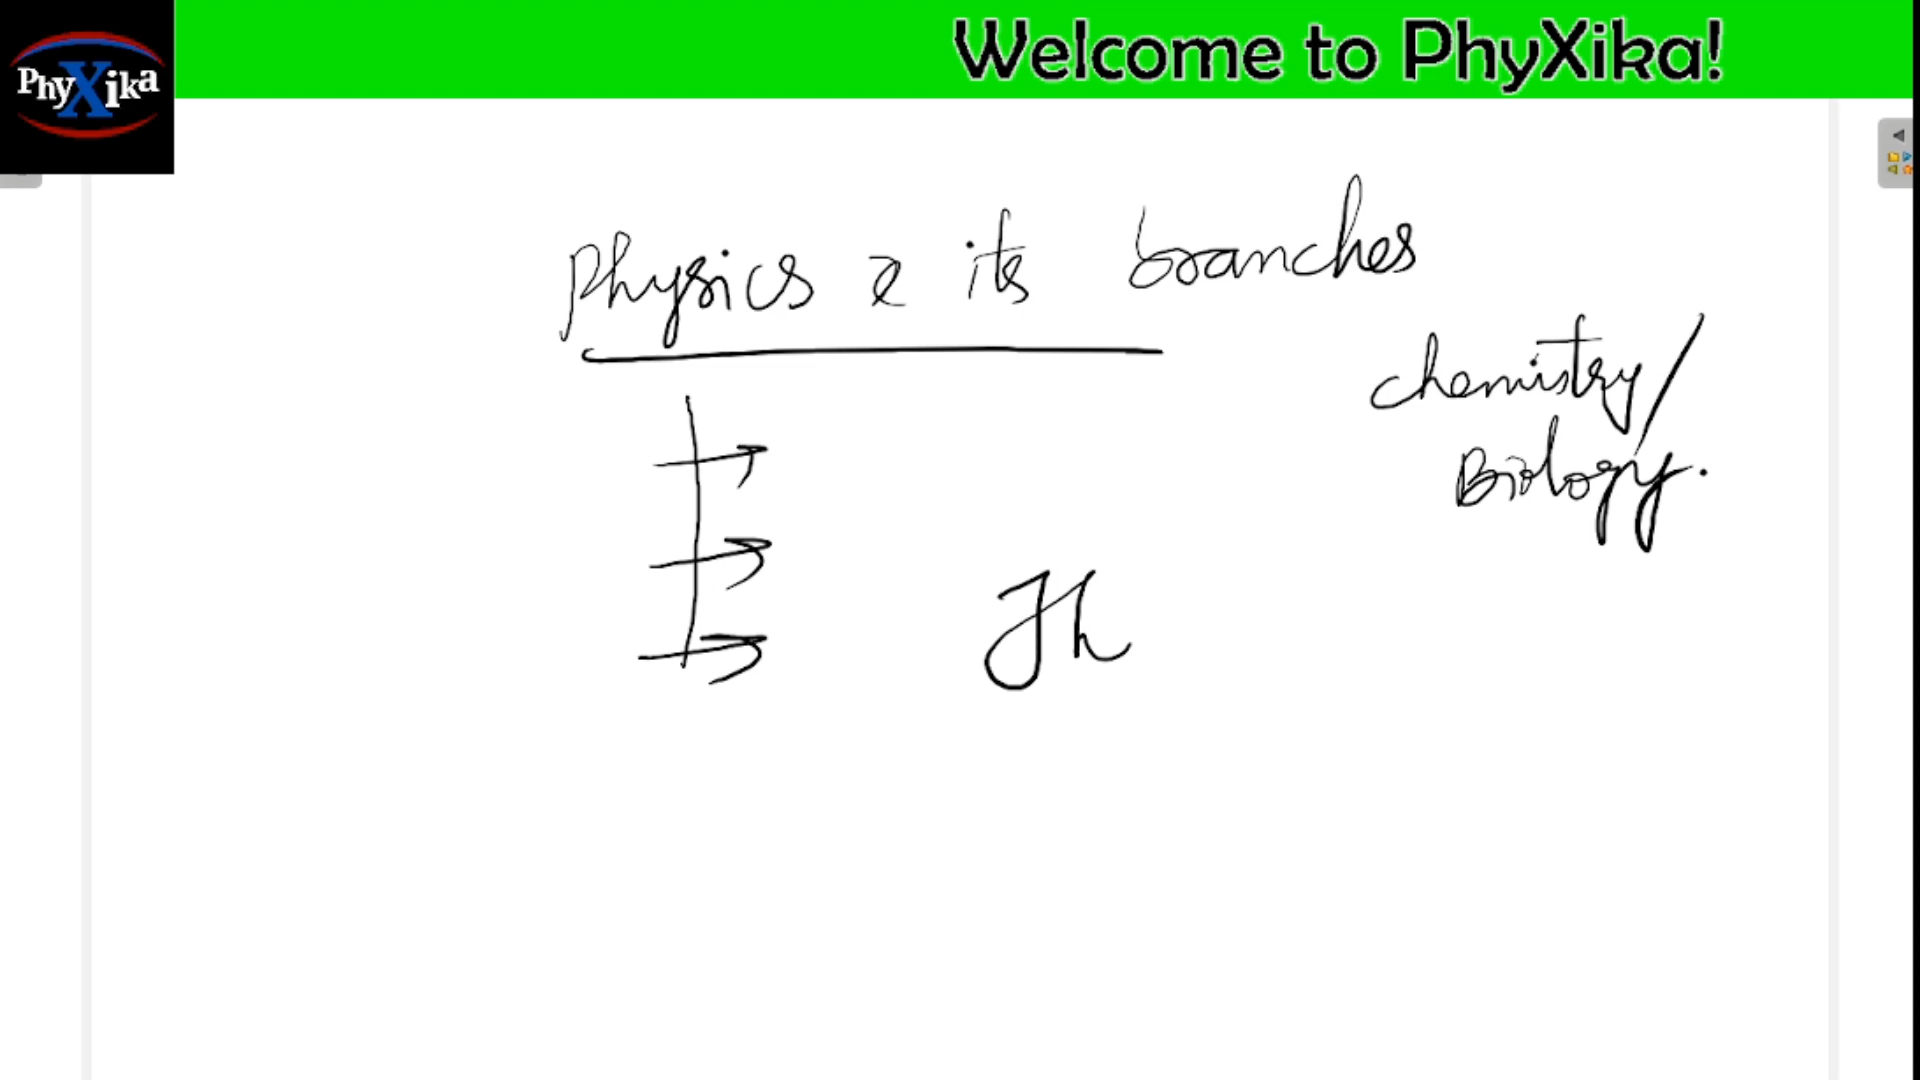 PhyXika
Welcome to PhyXika!
Physics & its branches
chemistry/
Biology.